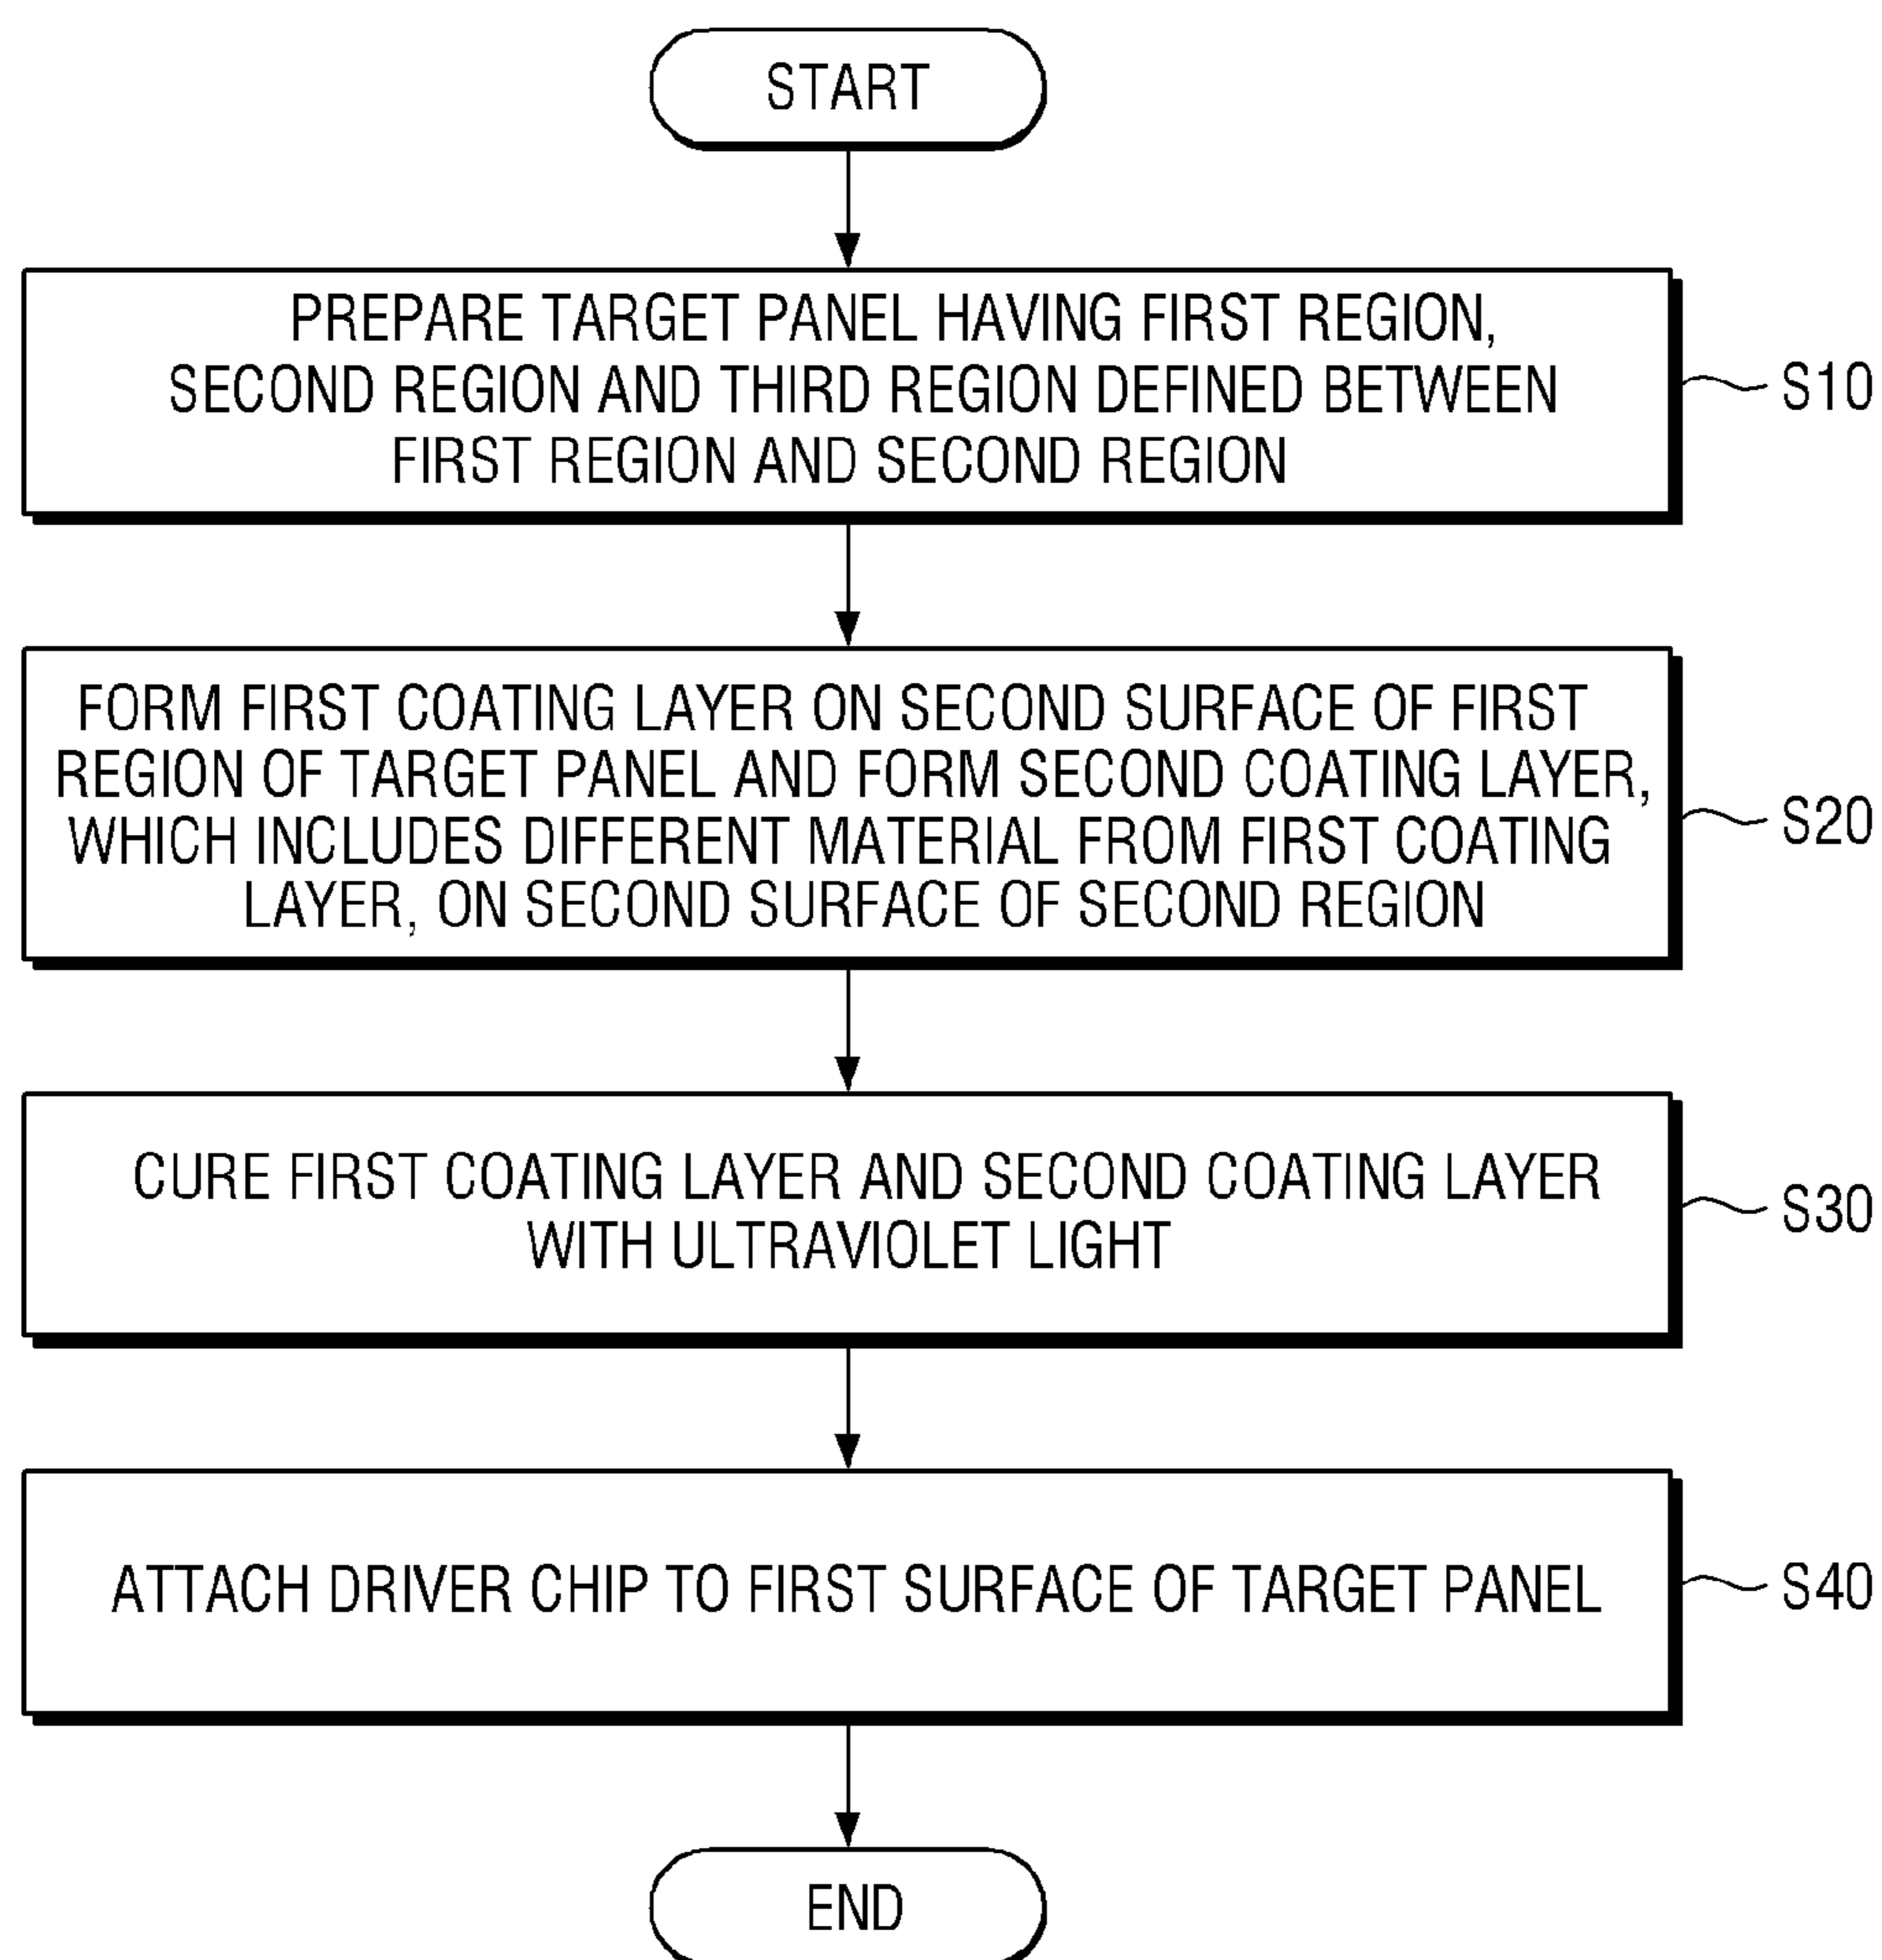 START
PREPARE TARGET PANEL HAVING FIRST REGION,
SECOND REGION AND THIRD REGION DEFINED BETWEEN
FIRST REGION AND SECOND REGION
S10
FORM FIRST COATING LAYER ON SECOND SURFACE OF FIRST
REGION OF TARGET PANEL AND FORM SECOND COATING LAYER,
WHICH INCLUDES DIFFERENT MATERIAL FROM FIRST COATING
LAYER, ON SECOND SURFACE OF SECOND REGION
S20
CURE FIRST COATING LAYER AND SECOND COATING LAYER
WITH ULTRAVIOLET LIGHT
S30
ATTACH DRIVER CHIP TO FIRST SURFACE OF TARGET PANEL
S40
END